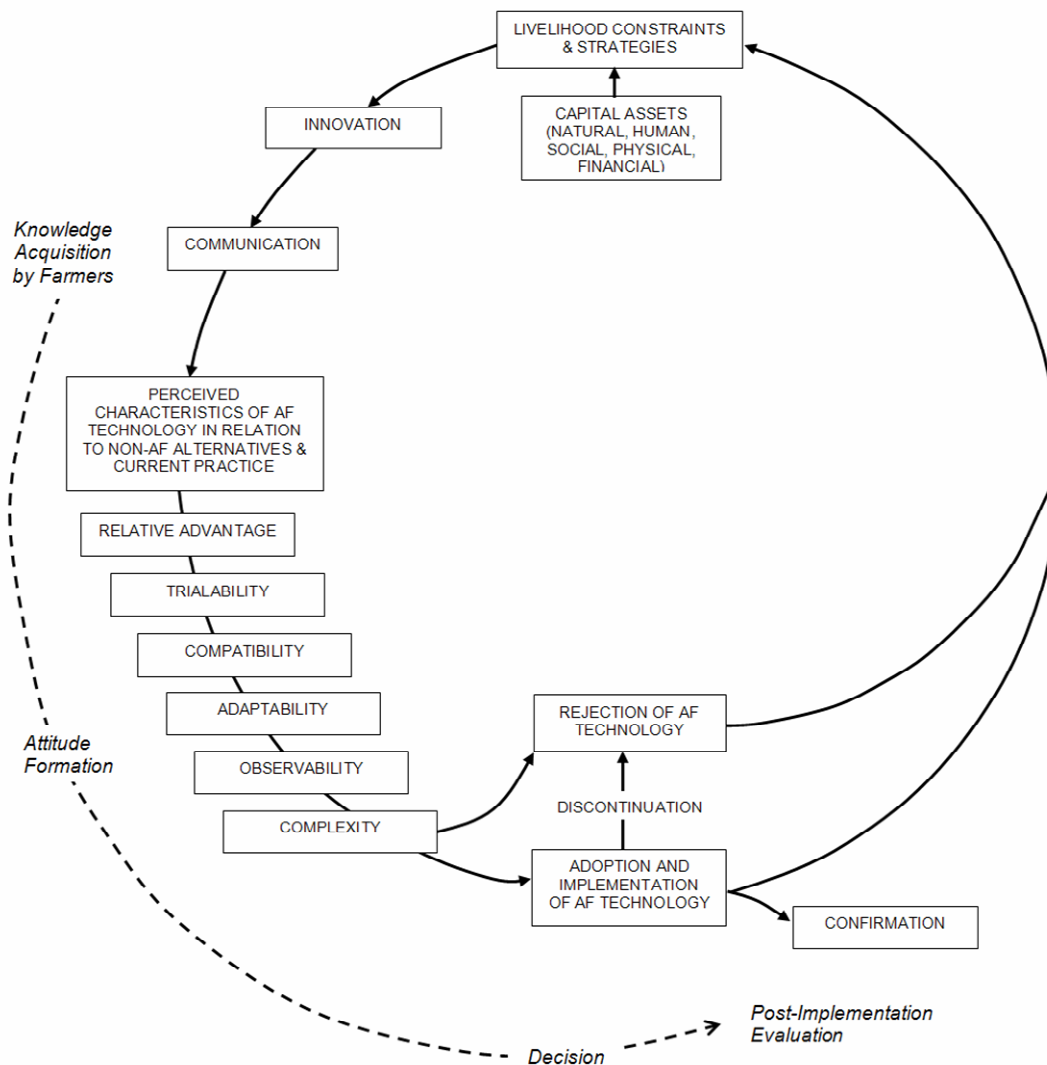 LIVELIHOOD CONSTRAINTS
& STRATEGIES
CAPITAL ASSETS
(NATURAL, HUMAN,
SOCIAL, PHYSICAL,
FINANCIAL)
INNOVATION
COMMUNICATION
Knowledge
Acquisition
by Farmers
PERCEIVED
CHARACTERISTICS OF AF
TECHNOLOGY IN RELATION
TO NON-AF ALTERNATIVES &
CURRENT PRACTICE
RELATIVE ADVANTAGE
TRIALABILITY
COMPATIBILITY
ADAPTABILITY
OBSERVABILITY
COMPLEXITY
Attitude
Formation
REJECTION OF AF
TECHNOLOGY
DISCONTINUATION
ADOPTION AND
IMPLEMENTATION
OF AF TECHNOLOGY
CONFIRMATION
Decision
Post-Implementation
Evaluation